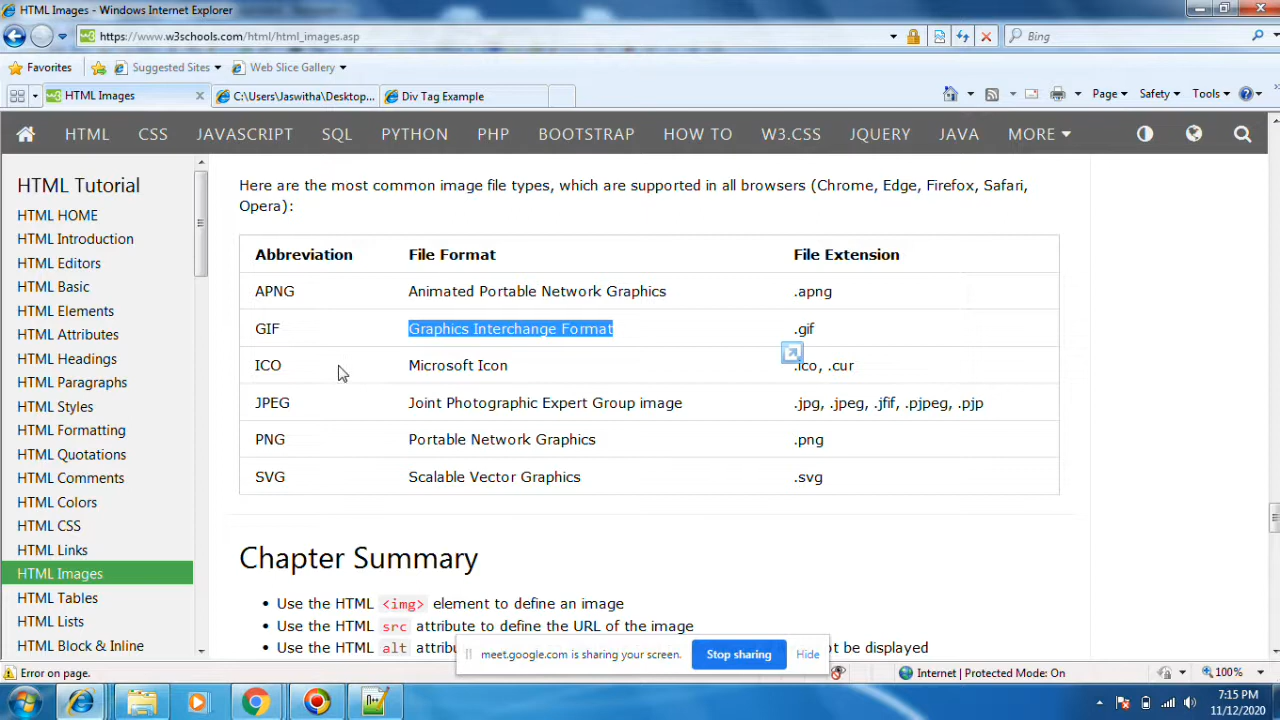 HTML Images - Windows Internet Explorer
https://www.w3schools.com/html/html_images.asp
Bing
Favorites Suggested Sites Web Slice Gallery
HTML Images C:\Users\Jaswitha\Desktop... Div Tag Example
Page Safety Tools
HTML CSS JAVASCRIPT SQL PYTHON PHP BOOTSTRAP HOW TO W3.CSS JQUERY JAVA MORE
HTML Tutorial
HTML HOME
HTML Introduction
HTML Editors
HTML Basic
HTML Elements
HTML Attributes
HTML Headings
HTML Paragraphs
HTML Styles
HTML Formatting
HTML Quotations
HTML Comments
HTML Colors
HTML CSS
HTML Links
HTML Images
HTML Tables
HTML Lists
HTML Block & Inline
Here are the most common image file types, which are supported in all browsers (Chrome, Edge, Firefox, Safari,
Opera):
Abbreviation File Format File Extension
APNG Animated Portable Network Graphics .apng
GIF Graphics Interchange Format .gif
ICO Microsoft Icon .ico, .cur
JPEG Joint Photographic Expert Group image .jpg, .jpeg, .jfif, .pjpeg, .pjp
PNG Portable Network Graphics .png
SVG Scalable Vector Graphics .svg
Chapter Summary
• Use the HTML <img> element to define an image
• Use the HTML src attribute to define the URL of the image
• Use the HTML alt ot be displayed
meet.google.com is sharing your screen. Stop sharing Hide
Error on page. Internet | Protected Mode: On 100%
7:15 PM
11/12/2020